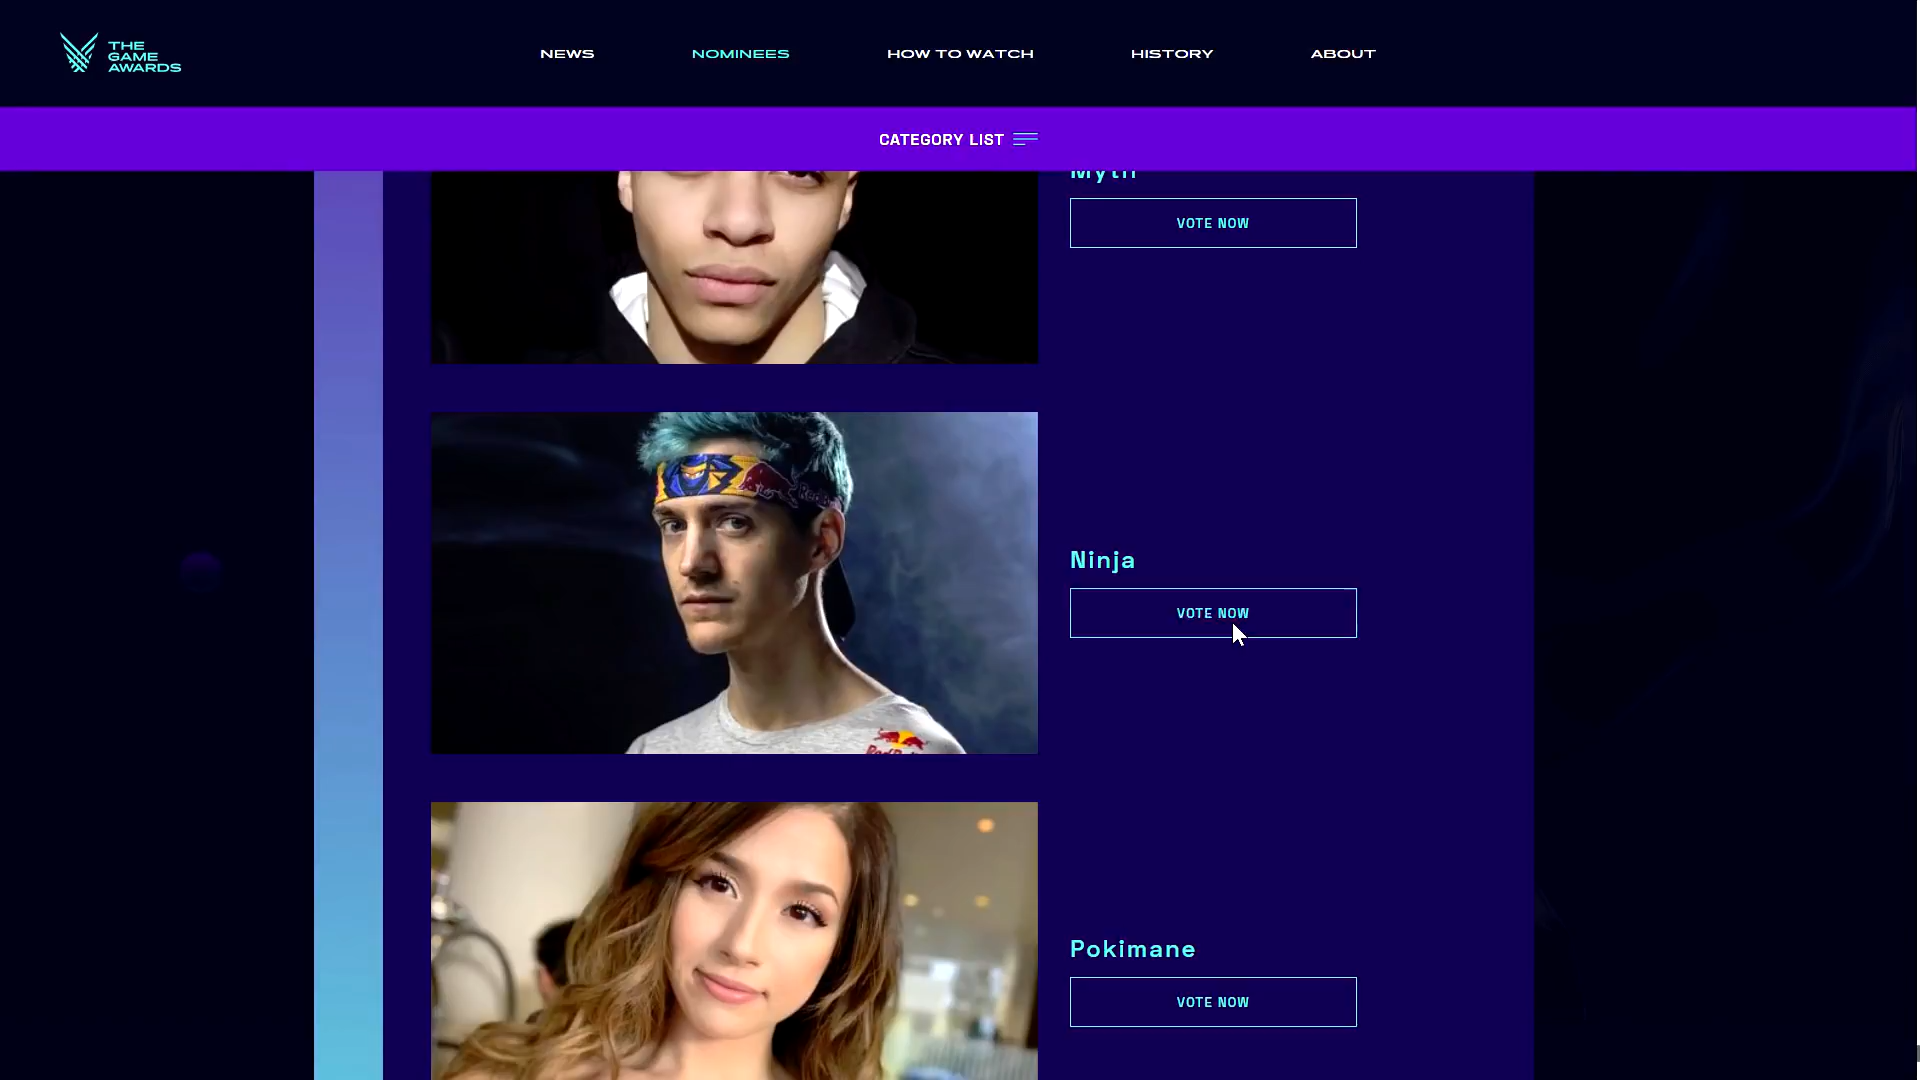 THE
GAME
AWARDS
NEWS
NOMINEES
HOW TO WATCH
HISTORY
ABOUT
CATEGORY LIST
Myth
VOTE NOW
Ninja
VOTE NOW
Pokimane
VOTE NOW